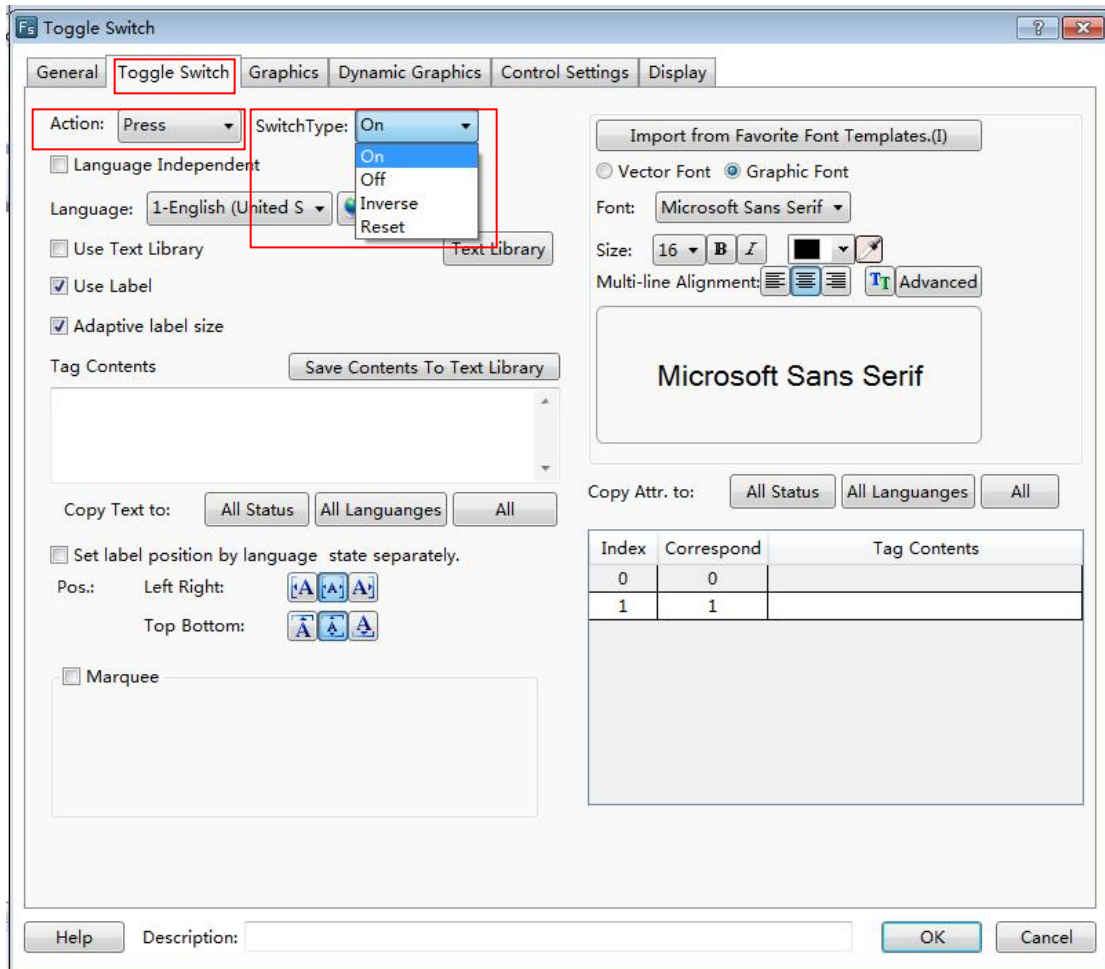 Fs Toggle Switch
General Toggle Switch Graphics Dynamic Graphics Control Settings Display
Action: Press SwitchType: On
On
Off
Inverse
Reset
Language Independent
Language: 1-English (United S
Use Text Library Text Library
Use Label
Adaptive label size
Tag Contents Save Contents To Text Library
Copy Text to: All Status All Languanges All
Set label position by language state separately.
Pos.: Left Right: A A A
Top Bottom: A A A
Marquee
Import from Favorite Font Templates.(I)
Vector Font Graphic Font
Font: Microsoft Sans Serif
Size: 16 B I
Multi-line Alignment: TT Advanced
Microsoft Sans Serif
Copy Attr. to: All Status All Languanges All
Index Correspond Tag Contents
0 0
1 1
Help Description: OK Cancel